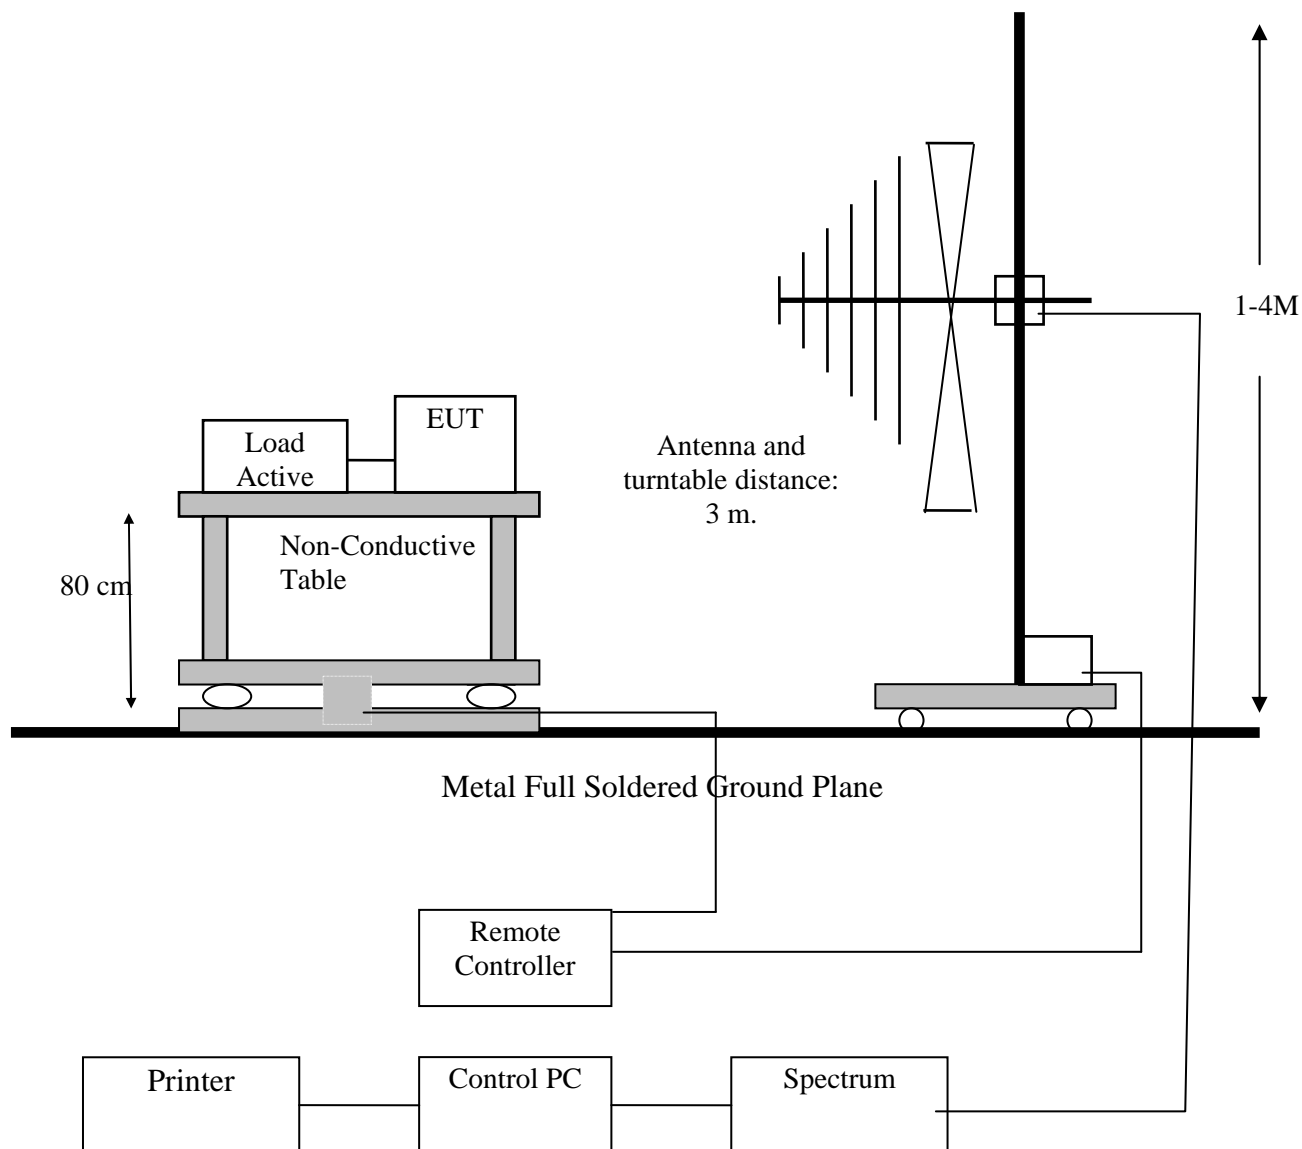 1-4M
EUT
Load
Active
Antenna and
turntable distance:
3 m.
Non-Conductive
Table
80 cm
Metal Full Soldered Ground Plane
Remote
Controller
Printer
Control PC
Spectrum